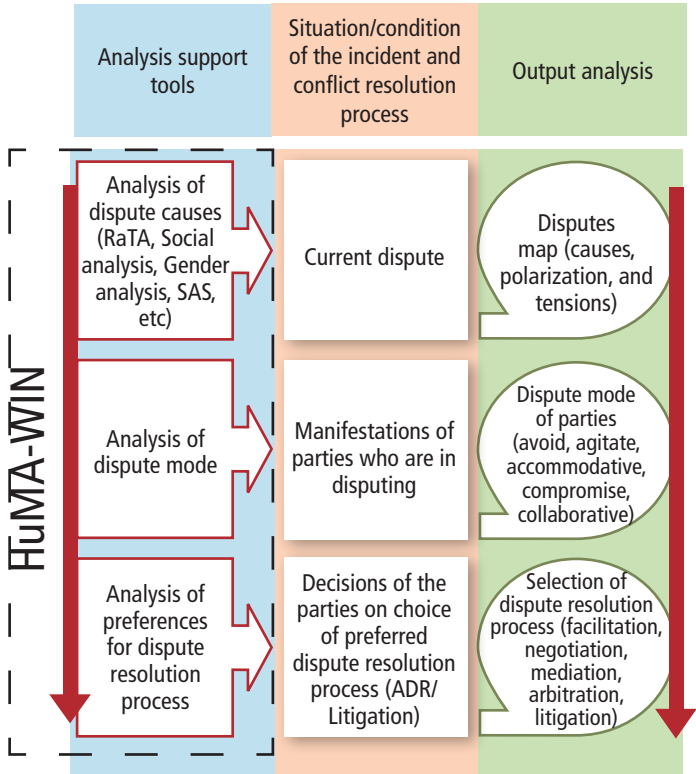 Analysis support
tools
Situation/condition
of the incident and
conflict resolution
process
Output analysis
HuMA-WIN
Analysis of
dispute causes
(RaTA, Social
analysis, Gender
analysis, SAS,
etc)
Current dispute
Disputes
map (causes,
polarization, and
tensions)
Analysis of
dispute mode
Manifestations of
parties who are in
disputing
Dispute mode
of parties
(avoid, agitate,
accommodative,
compromise,
collaborative)
Analysis of
preferences
for dispute
resolution
process
Decisions of the
parties on choice
of preferred
dispute resolution
process (ADR/
Litigation)
Selection of
dispute resolution
process (facilitation,
negotiation,
mediation,
arbitration,
litigation)